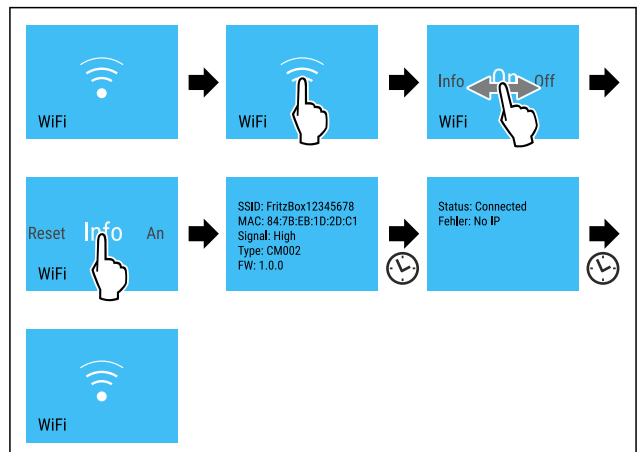 WiFi
WiFi
Info On Off
WiFi
Reset Info An
WiFi
SSID: FritzBox12345678
MAC: 84:7B:EB:1D:2D:C1
Signal: High
Type: CM002
FW: 1.0.0
Status: Connected
Fehler: No IP
WiFi